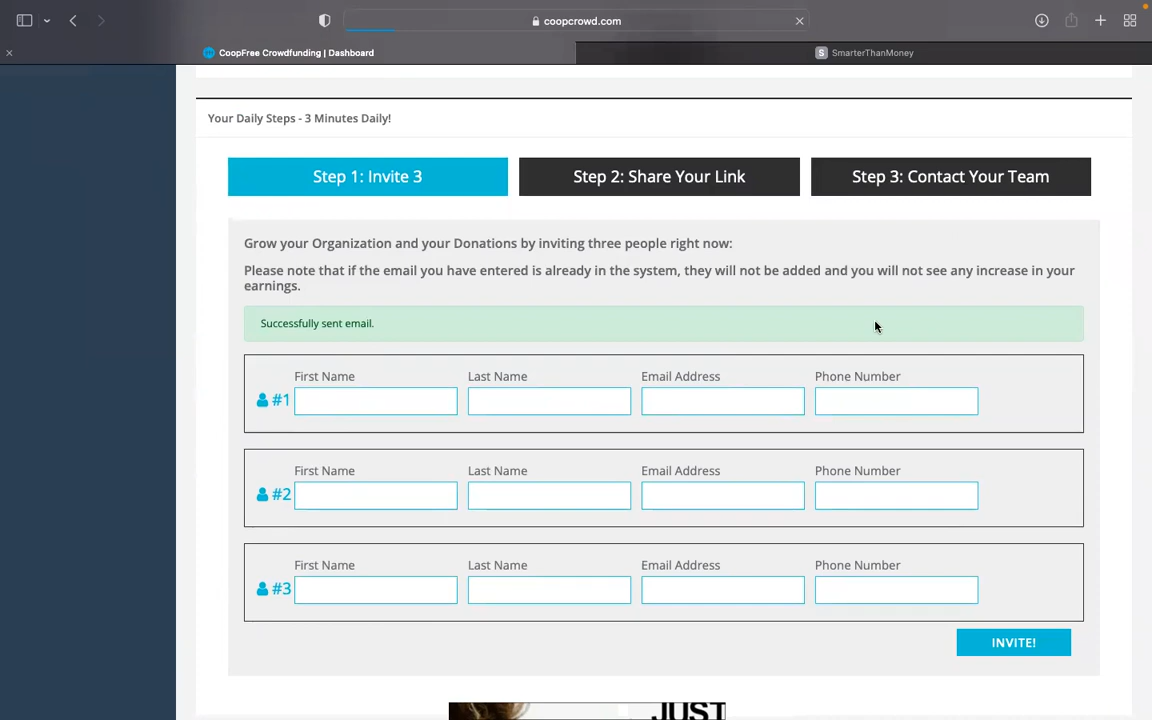 coopcrowd.com
CoopFree Crowdfunding | Dashboard
S SmarterThanMoney
Your Daily Steps - 3 Minutes Daily!
Step 1: Invite 3
Step 2: Share Your Link
Step 3: Contact Your Team
Grow your Organization and your Donations by inviting three people right now:
Please note that if the email you have entered is already in the system, they will not be added and you will not see any increase in your
earnings.
Successfully sent email.
First Name Last Name Email Address Phone Number
#1
First Name Last Name Email Address Phone Number
#2
First Name Last Name Email Address Phone Number
#3
INVITE!
JUST